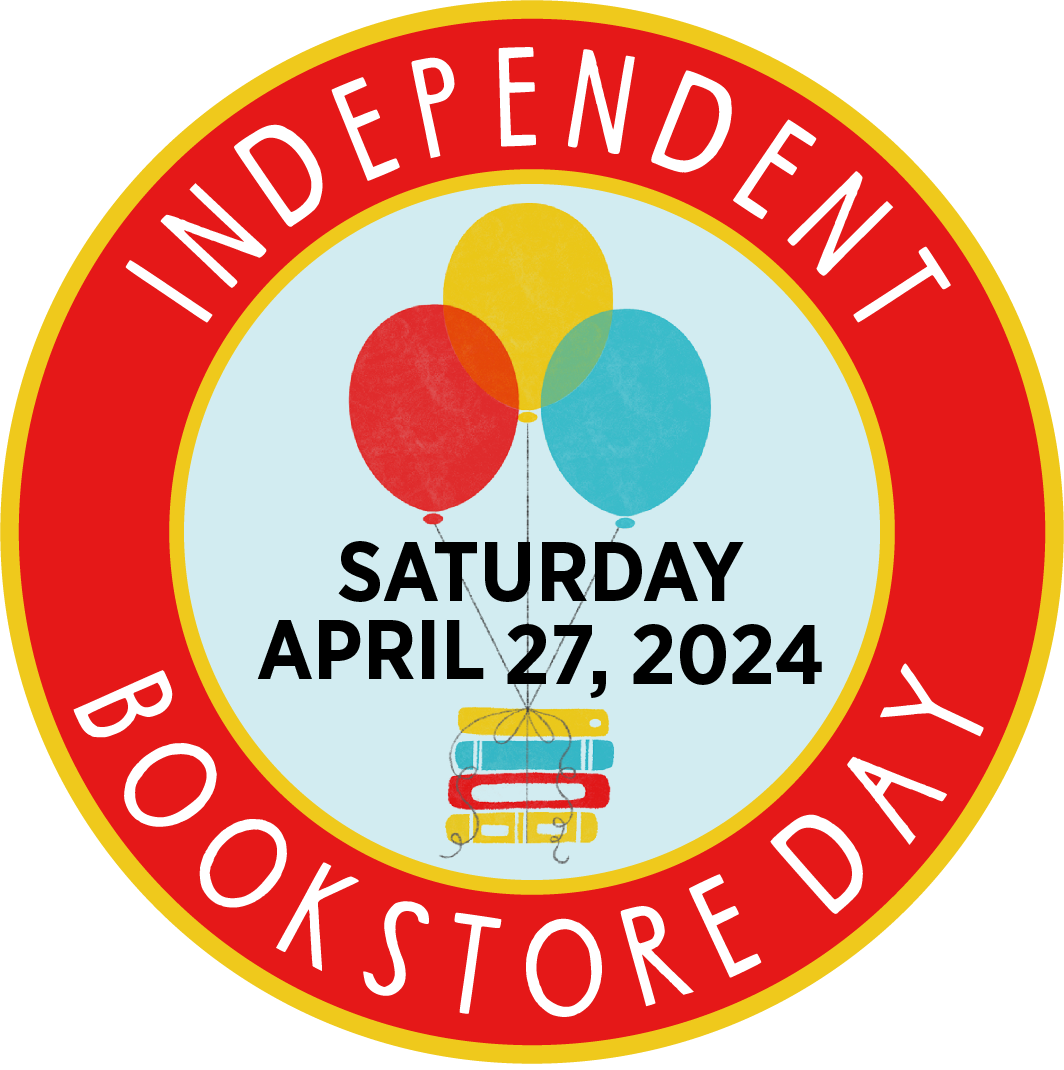 INDEPENDENT
SATURDAY
APRIL 27, 2024
BOOKSTORE DAY